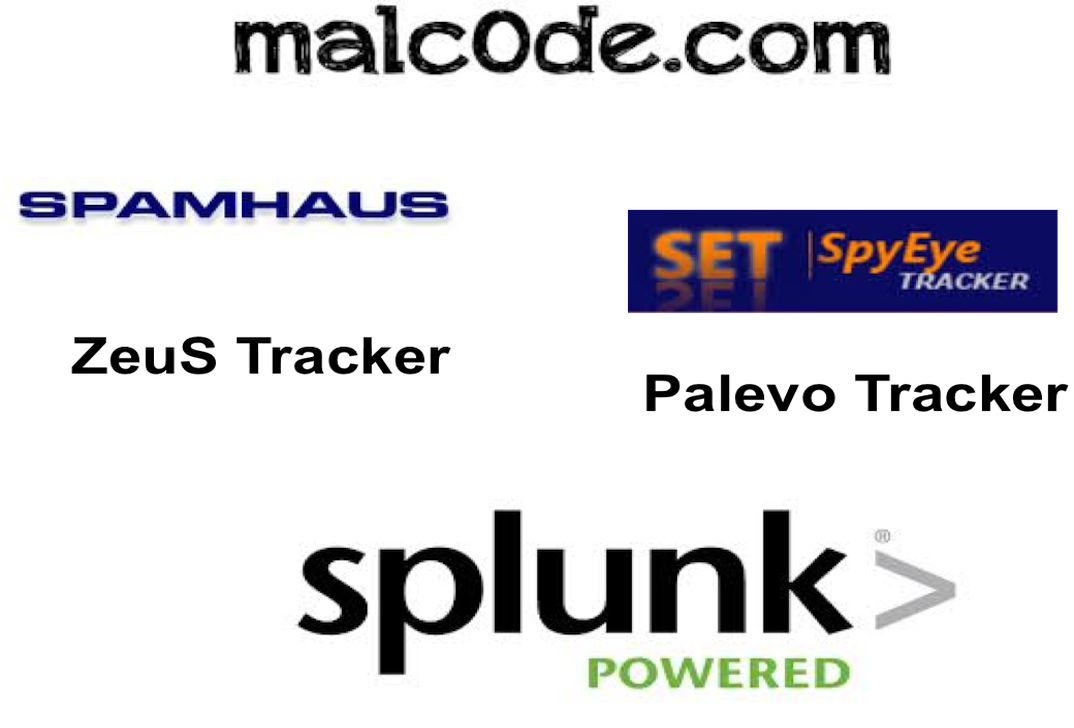 malc0de.com
SPAMHAUS
SET | SpyEye
TRACKER
ZeuS Tracker
Palevo Tracker
splunk>®
POWERED